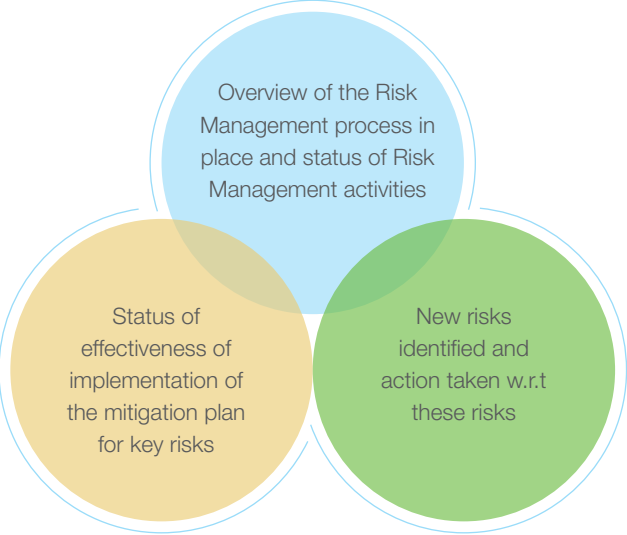 Overview of the Risk
Management process in
place and status of Risk
Management activities
Status of
effectiveness of
implementation of
the mitigation plan
for key risks
New risks
identified and
action taken w.r.t
these risks